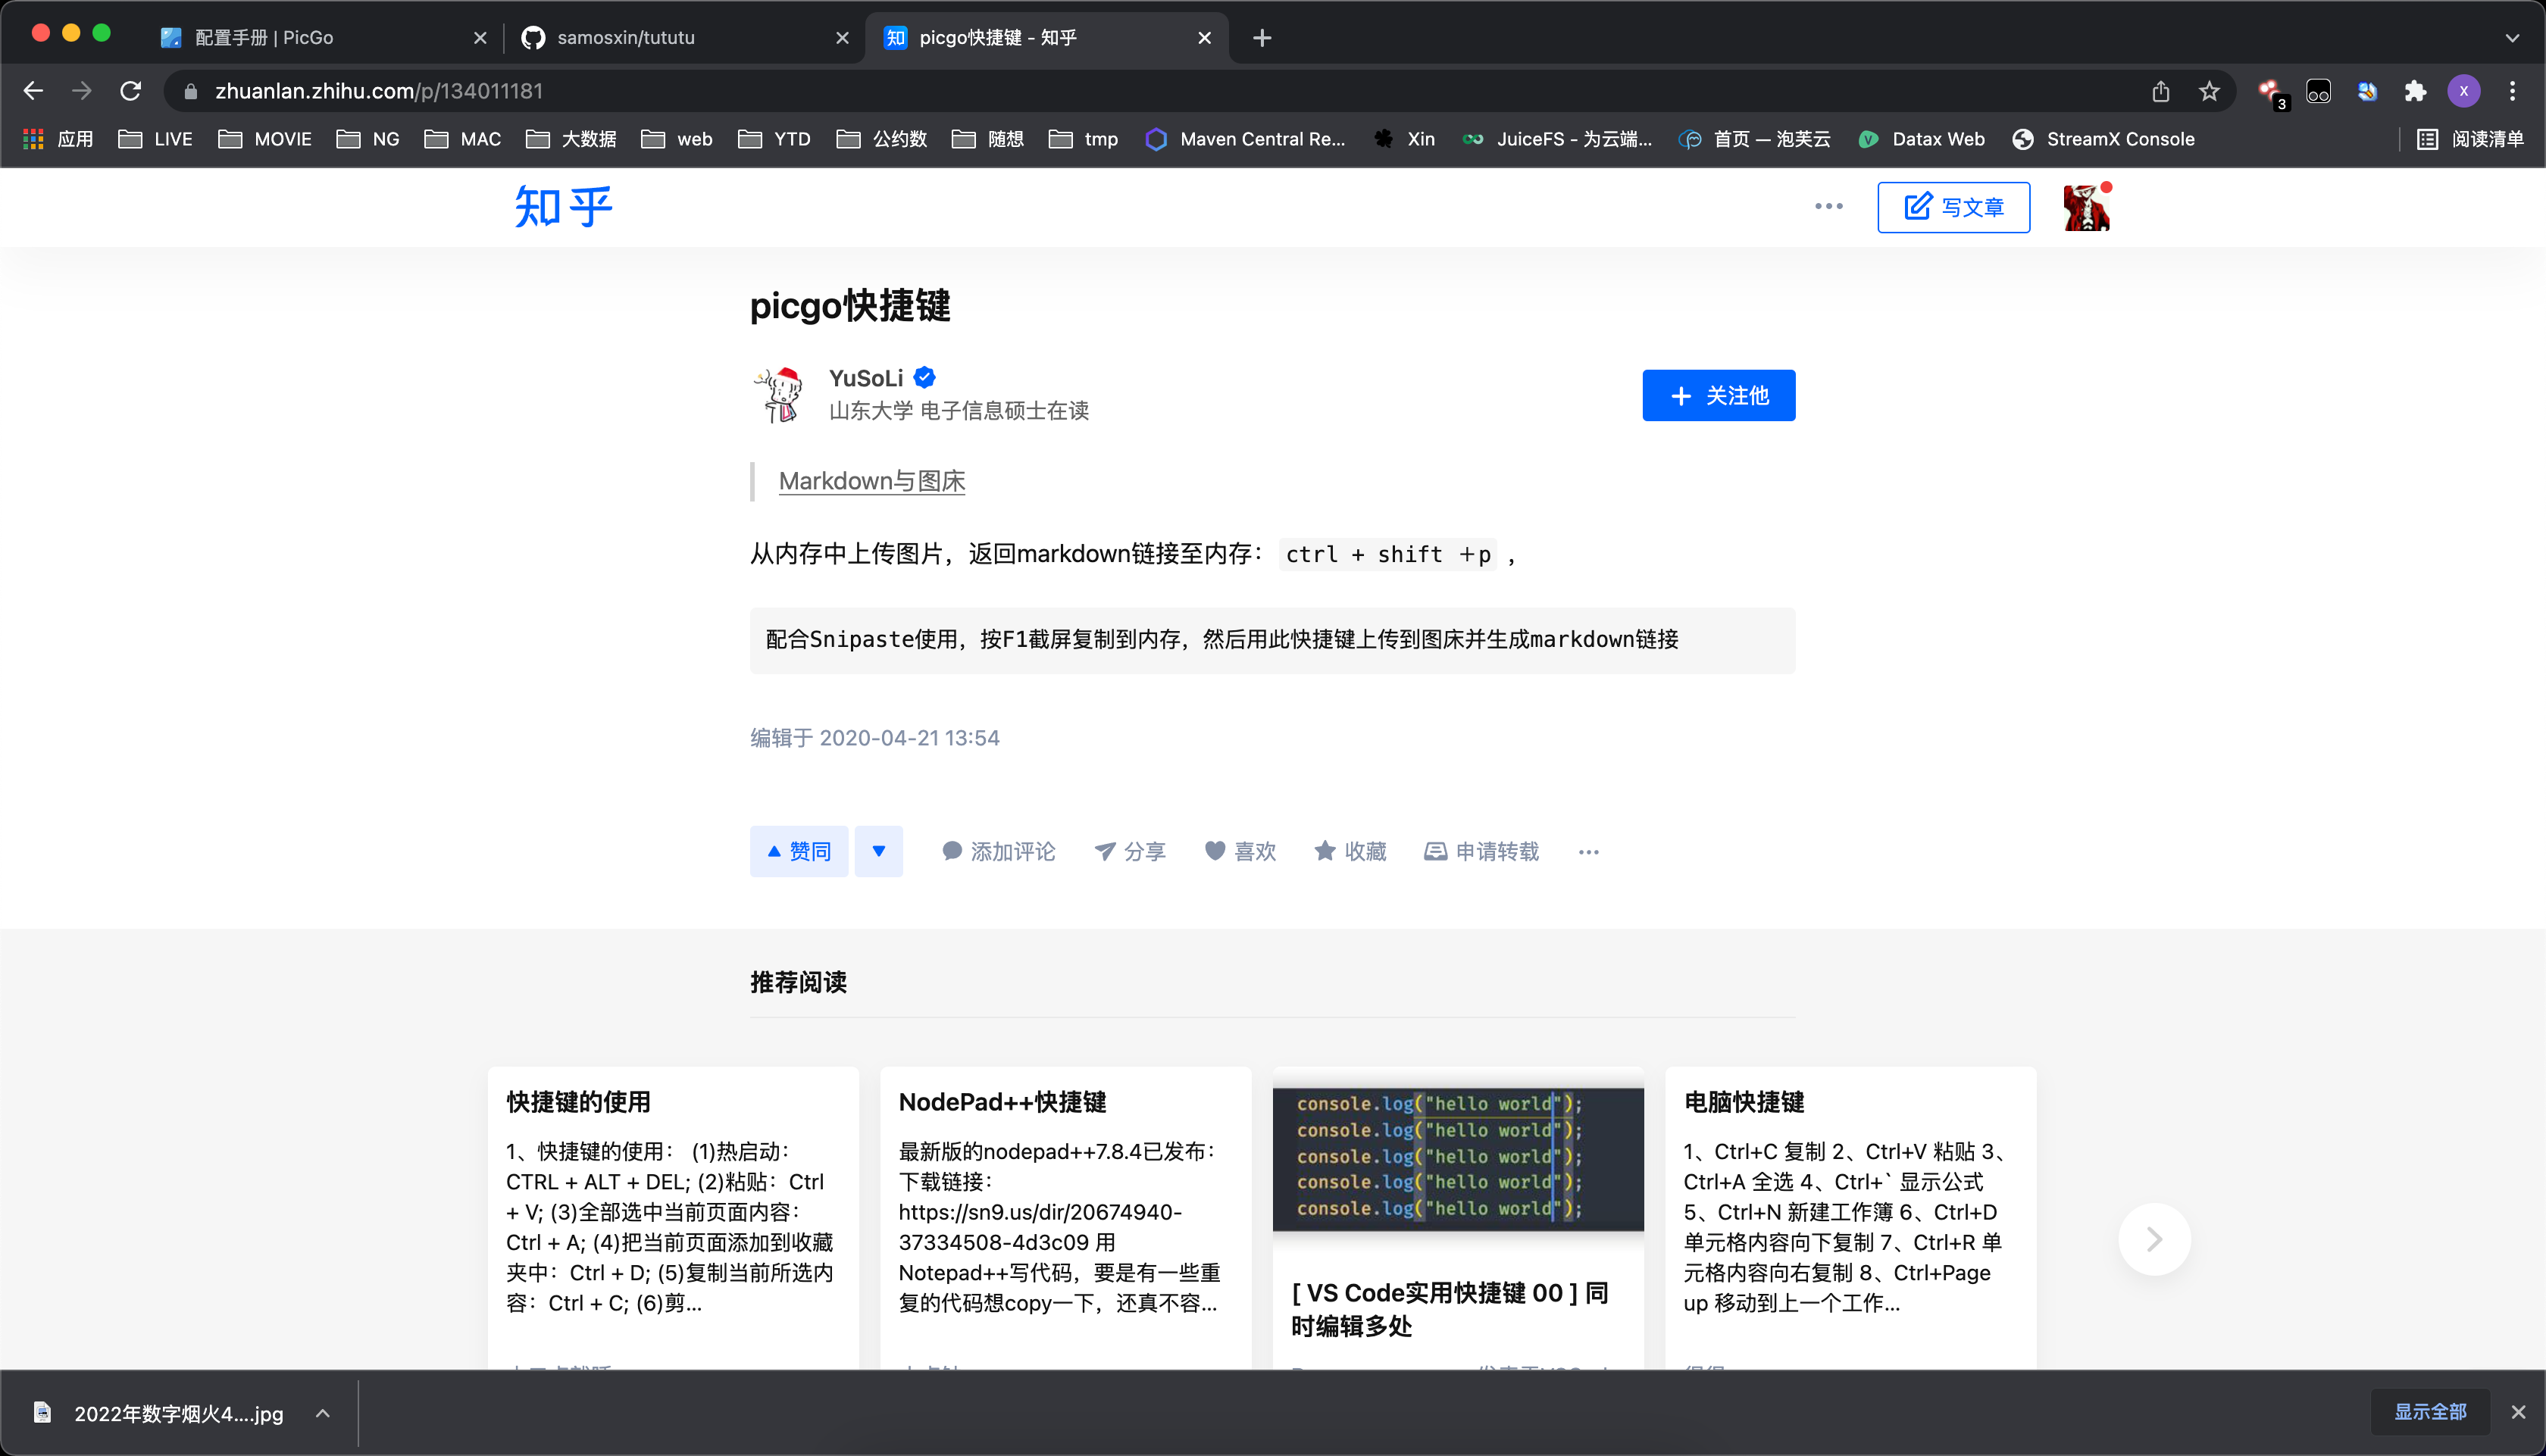 配置手册 | PicGo
samosxin/tututu
picgo快捷键 - 知乎
zhuanlan.zhihu.com/p/134011181
3
X
应用 LIVE MOVIE NG MAC 大数据 web YTD 公约数 随想 tmp Maven Central Re... Xin JuiceFS - 为云端... 首页 — 泡芙云 Datax Web StreamX Console 阅读清单
知乎
写文章
picgo快捷键
YuSoLi
山东大学 电子信息硕士在读
关注他
Markdown与图床
从内存中上传图片，返回markdown链接至内存： ctrl + shift ＋p ，
配合Snipaste使用，按F1截屏复制到内存，然后用此快捷键上传到图床并生成markdown链接
编辑于 2020-04-21 13:54
赞同
添加评论 分享 喜欢 收藏 申请转载
推荐阅读
快捷键的使用
1、快捷键的使用： (1)热启动：
CTRL + ALT + DEL; (2)粘贴：Ctrl
+ V; (3)全部选中当前页面内容：
Ctrl + A; (4)把当前页面添加到收藏
夹中：Ctrl + D; (5)复制当前所选内
容：Ctrl + C; (6)剪...
NodePad++快捷键
最新版的nodepad++7.8.4已发布：
下载链接：
https://sn9.us/dir/20674940-
37334508-4d3c09 用
Notepad++写代码，要是有一些重
复的代码想copy一下，还真不容...
console.log("hello world");
console.log("hello world");
console.log("hello world");
console.log("hello world");
console.log("hello world");
[ VS Code实用快捷键 00 ] 同
时编辑多处
电脑快捷键
1、Ctrl+C 复制 2、Ctrl+V 粘贴 3、
Ctrl+A 全选 4、Ctrl+` 显示公式
5、Ctrl+N 新建工作簿 6、Ctrl+D
单元格内容向下复制 7、Ctrl+R 单
元格内容向右复制 8、Ctrl+Page
up 移动到上一个工作...
2022年数字烟火4....jpg
显示全部